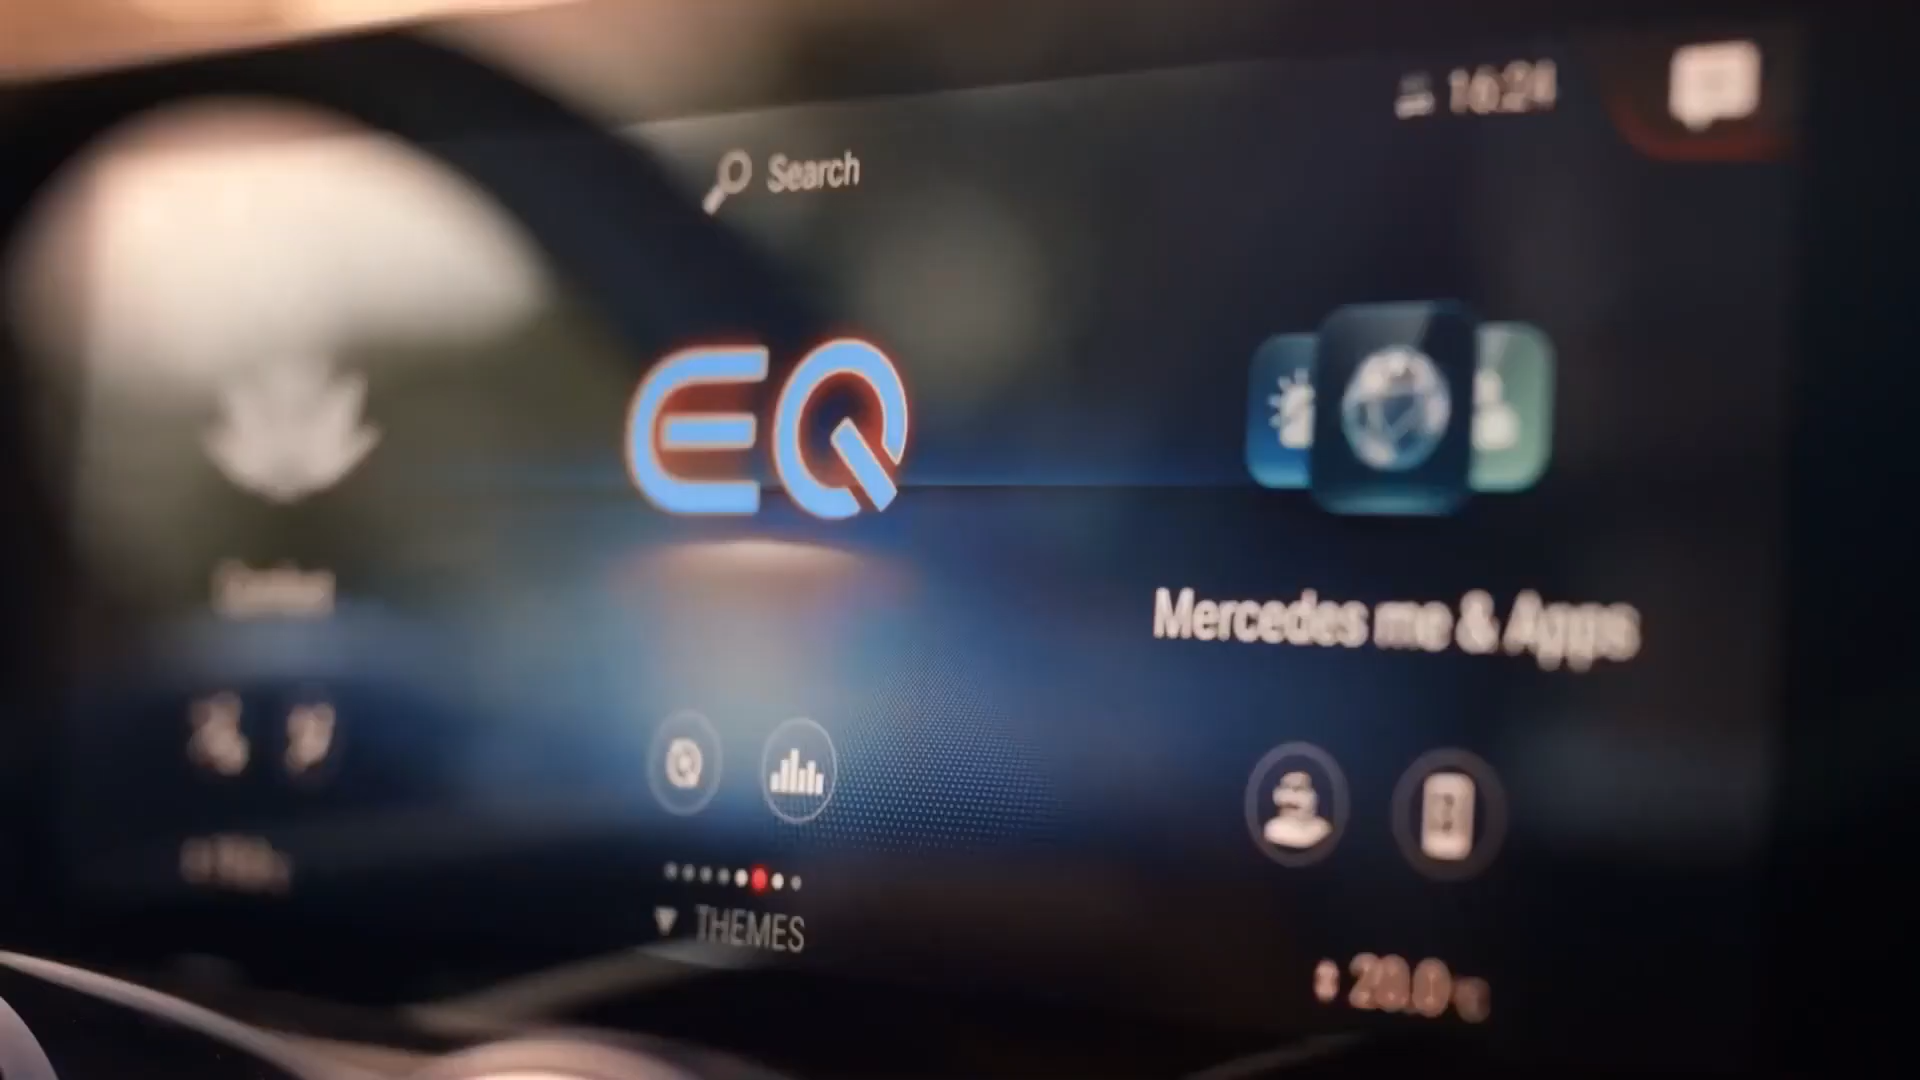 16:24
Search
EQ
Mercedes me & Apps
THEMES
20.0 °C